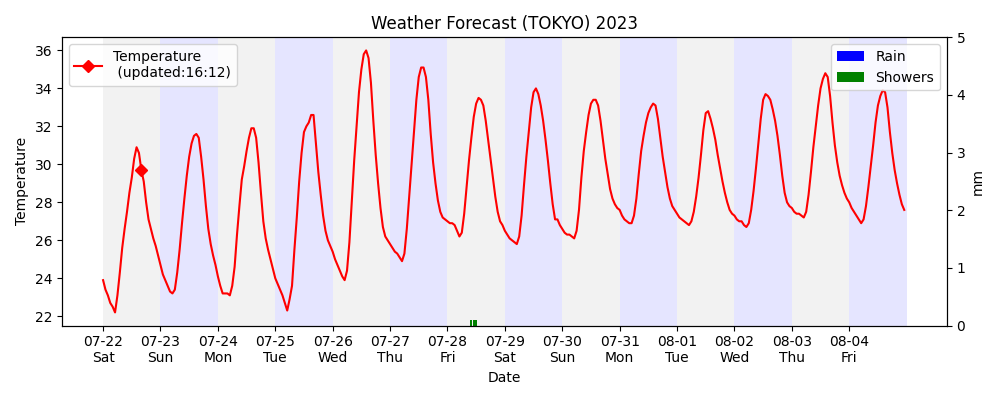 Weather Forecast (TOKYO) 2023
Temperature
(updated:16:12)
Rain
Showers
Temperature
36
34
32
30
28
26
24
22
5
4
3
2
1
0
mm
07-22 07-23 07-24 07-25 07-26 07-27 07-28 07-29 07-30 07-31 08-01 08-02 08-03 08-04
Sat Sun Mon Tue Wed Thu Fri Sat Sun Mon Tue Wed Thu Fri
Date